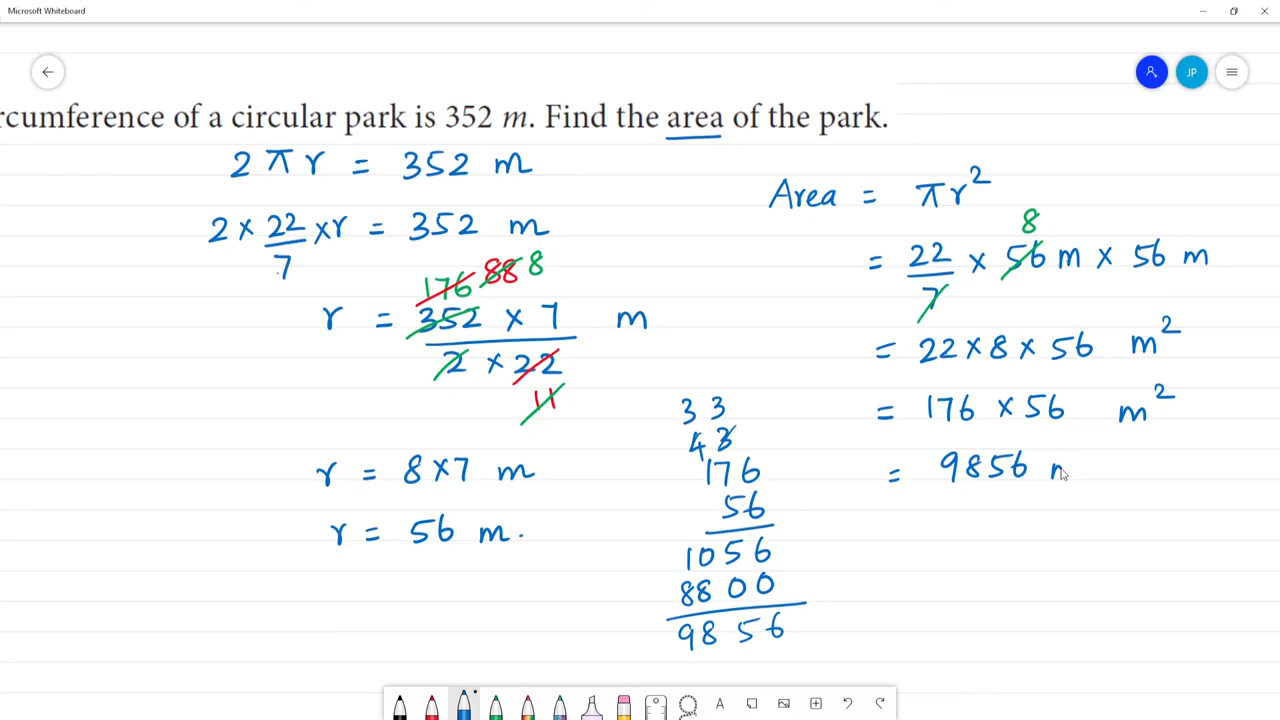 Microsoft Whiteboard
JP
rcumference of a circular park is 352 m. Find the area of the park.
2 π r = 352 m
2 × 22/7 × r = 352 m
176 88 8
r = 352 × 7 m
2 × 22
11
r = 8 × 7 m
r = 56 m.
3 3
4 3
176
56
1056
8800
9856
Area = πr²
8
= 22/7 × 56 m × 56 m
= 22 × 8 × 56 m²
= 176 × 56 m²
= 9856
A